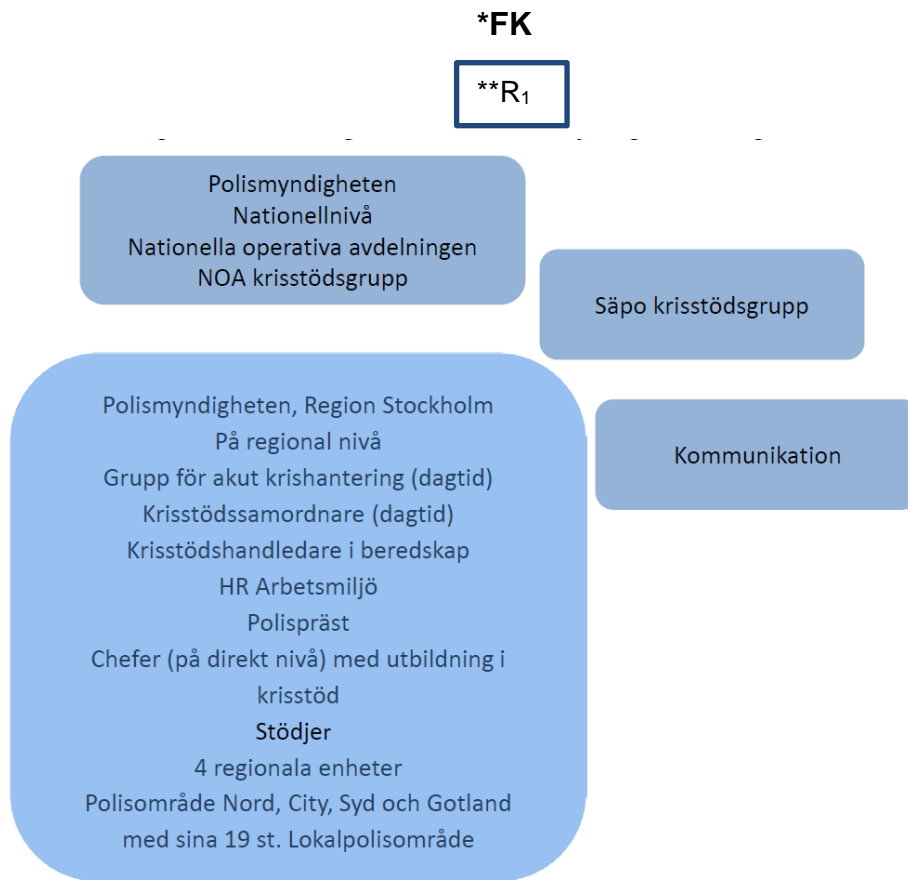 *FK
**R₁
Polismyndigheten
Nationellnivå
Nationella operativa avdelningen
NOA krisstödsgrupp
Säpo krisstödsgrupp
Polismyndigheten, Region Stockholm
På regional nivå
Grupp för akut krishantering (dagtid)
Krisstödssamordnare (dagtid)
Krisstödshandledare i beredskap
HR Arbetsmiljö
Polispräst
Chefer (på direkt nivå) med utbildning i
krisstöd
Stödjer
4 regionala enheter
Polisområde Nord, City, Syd och Gotland
med sina 19 st. Lokalpolisområde
Kommunikation